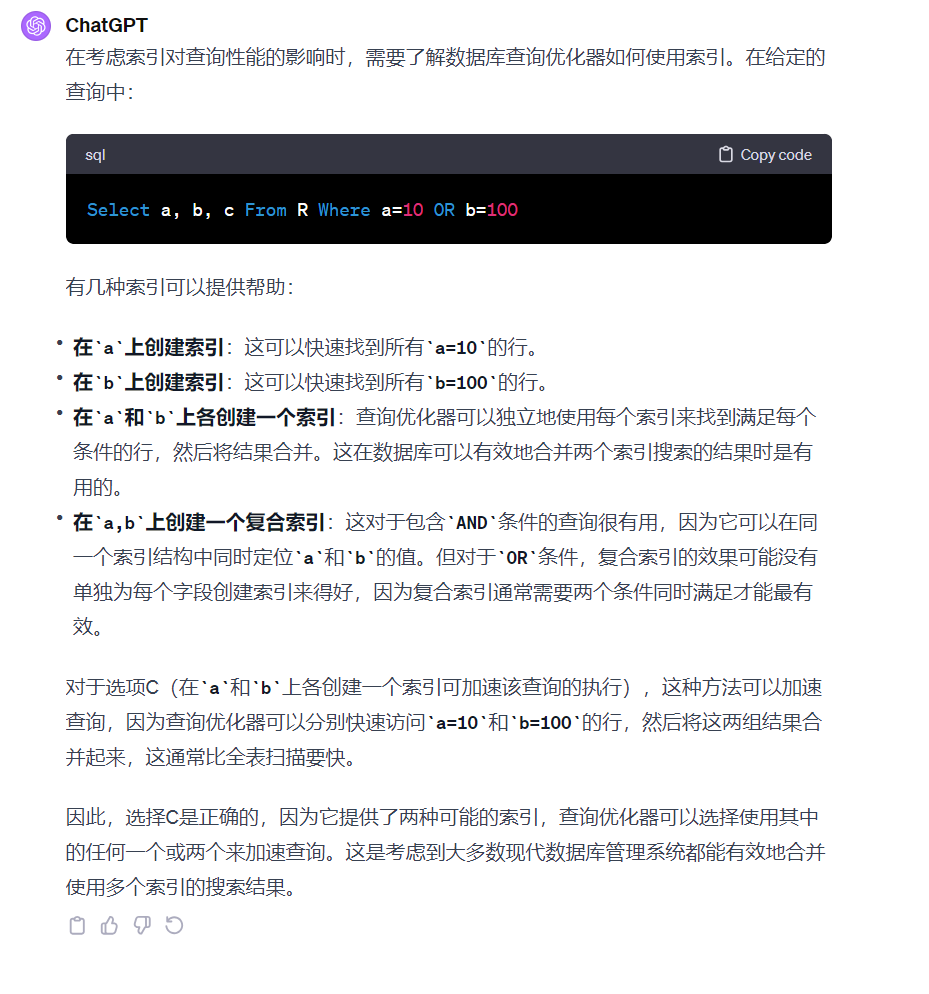 ChatGPT
在考虑索引对查询性能的影响时，需要了解数据库查询优化器如何使用索引。在给定的
查询中：
sql
Copy code
Select a, b, c From R Where a=10 OR b=100
有几种索引可以提供帮助：
• 在`a`上创建索引：这可以快速找到所有`a=10`的行。
• 在`b`上创建索引：这可以快速找到所有`b=100`的行。
• 在`a`和`b`上各创建一个索引：查询优化器可以独立地使用每个索引来找到满足每个
条件的行，然后将结果合并。这在数据库可以有效地合并两个索引搜索的结果时是有
用的。
• 在`a,b`上创建一个复合索引：这对于包含`AND`条件的查询很有用，因为它可以在同
一个索引结构中同时定位`a`和`b`的值。但对于`OR`条件，复合索引的效果可能没有
单独为每个字段创建索引来得好，因为复合索引通常需要两个条件同时满足才能最有
效。
对于选项C（在`a`和`b`上各创建一个索引可加速该查询的执行），这种方法可以加速
查询，因为查询优化器可以分别快速访问`a=10`和`b=100`的行，然后将这两组结果合
并起来，这通常比全表扫描要快。
因此，选择C是正确的，因为它提供了两种可能的索引，查询优化器可以选择使用其中
的任何一个或两个来加速查询。这是考虑到大多数现代数据库管理系统都能有效地合并
使用多个索引的搜索结果。